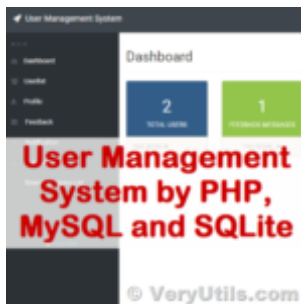 User Management System
Dashboard
Dashboard
Userlist
Profile
Feedback
2
TOTAL USERS
1
FEEDBACK MESSAGES
User Management
System by PHP,
MySQL and SQLite
© VeryUtils.com